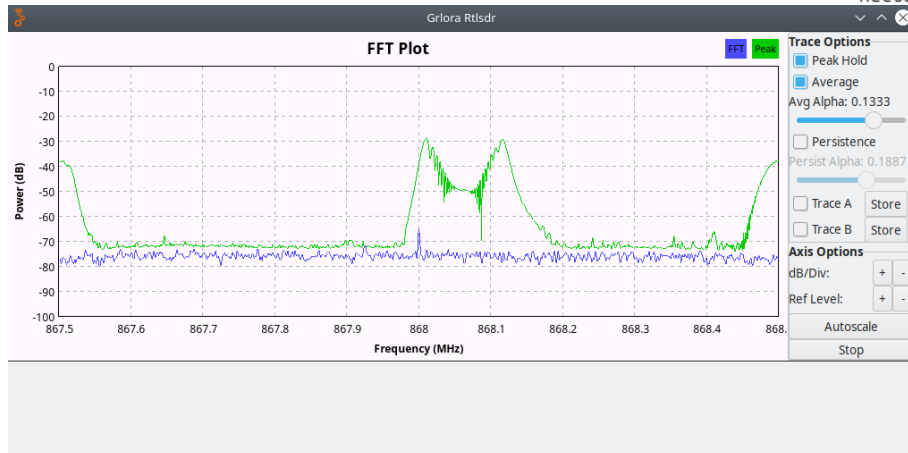 Grlora Rtlsdr
FFT Plot
FFT Peak
Trace Options
Peak Hold
Average
Avg Alpha: 0.1333
Persistence
Persist Alpha: 0.1887
Trace A Store
Trace B Store
Axis Options
dB/Div: + -
Ref Level: + -
Autoscale
Stop
Power (dB)
0
-10
-20
-30
-40
-50
-60
-70
-80
-90
-100
867.5 867.6 867.7 867.8 867.9 868 868.1 868.2 868.3 868.4 868.
Frequency (MHz)